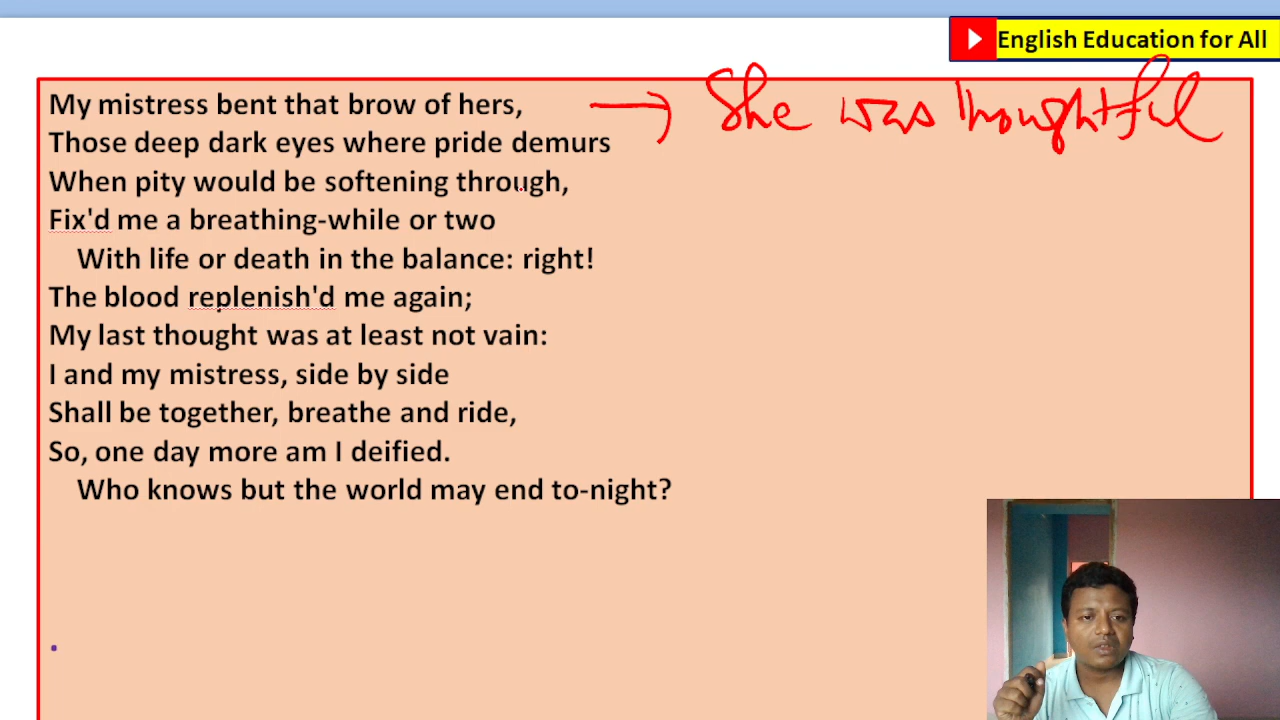 English Education for All
My mistress bent that brow of hers, → She was thoughtful
Those deep dark eyes where pride demurs
When pity would be softening through,
Fix'd me a breathing-while or two
With life or death in the balance: right!
The blood replenish'd me again;
My last thought was at least not vain:
I and my mistress, side by side
Shall be together, breathe and ride,
So, one day more am I deified.
Who knows but the world may end to-night?